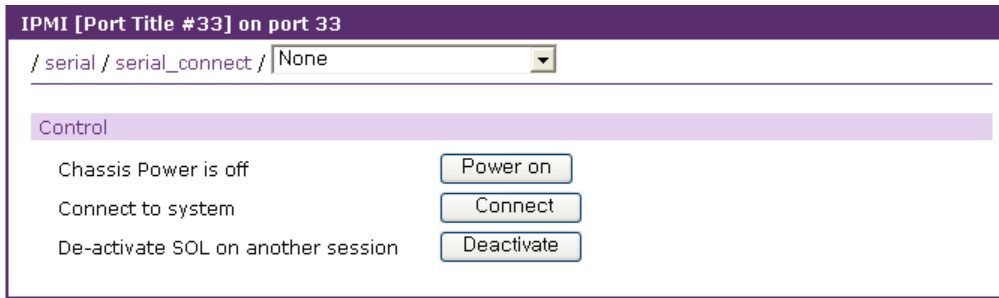 IPMI [Port Title #33] on port 33
/ serial / serial_connect / None
Control
Chassis Power is off Power on
Connect to system Connect
De-activate SOL on another session Deactivate